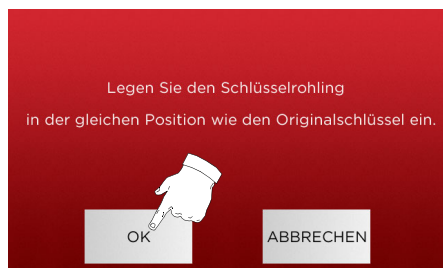 Legen Sie den Schlüsselrohling
in der gleichen Position wie den Originalschlüssel ein.
OK
ABBRECHEN